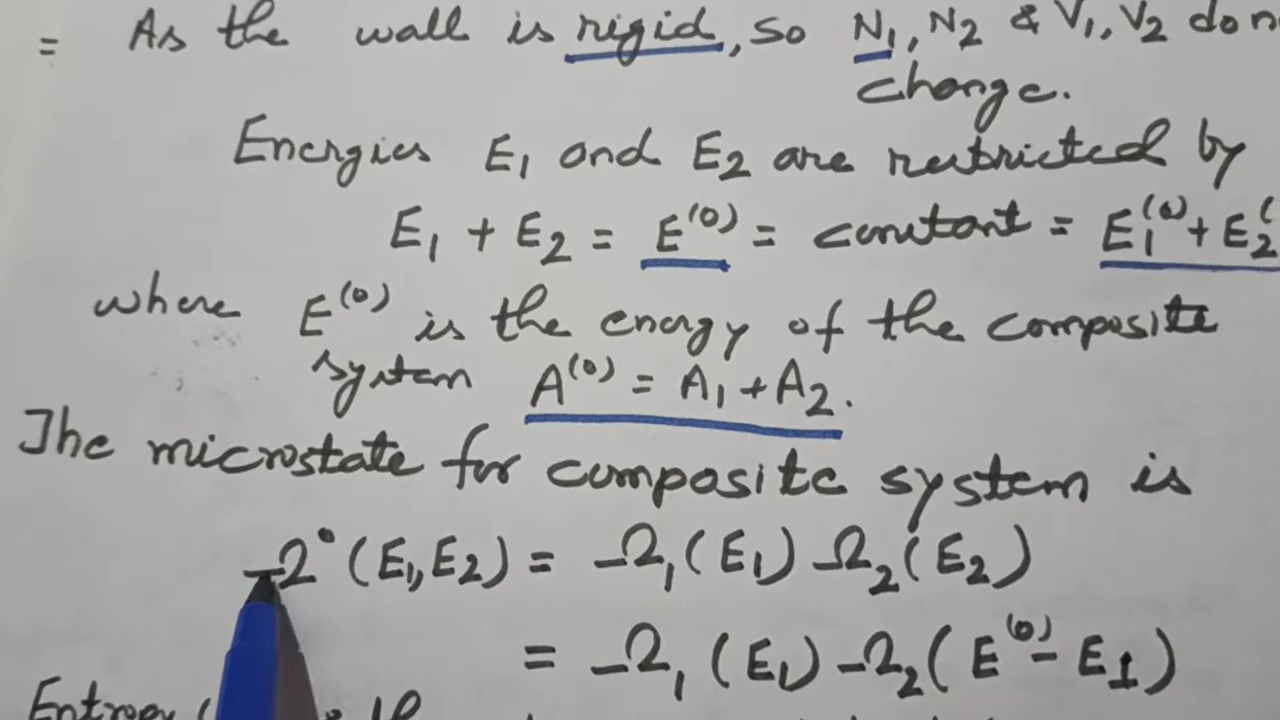 = As the wall is rigid, so N₁, N₂ & V₁, V₂ don
change.
Energies E₁ and E₂ are restricted by
E₁ + E₂ = E⁽⁰⁾ = constant = E₁⁽⁰⁾ + E₂⁽
where E⁽⁰⁾ is the energy of the composite
system A⁽⁰⁾ = A₁ + A₂.
The microstate for composite system is
Ω° (E₁, E₂) = Ω₁(E₁) Ω₂(E₂)
= Ω₁ (E₁) Ω₂(E⁽⁰⁾ - E₁)
Entropy